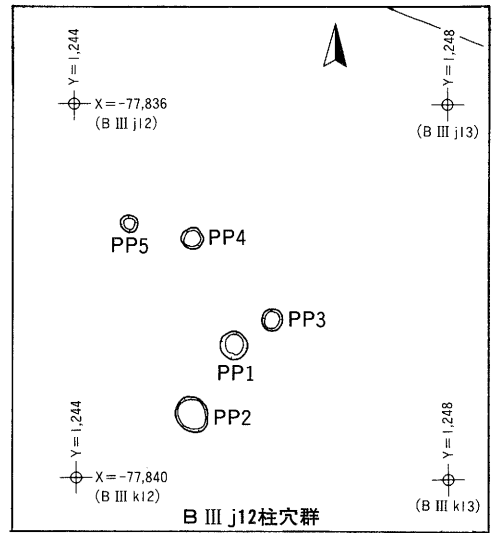 Y=1,244
Y=1,248
X=-77,836
(B Ⅲ j12)
(B Ⅲ j13)
PP5
PP4
PP3
PP1
PP2
Y=1,244
Y=1,248
X=-77,840
(B Ⅲ k12)
(B Ⅲ k13)
B Ⅲ j12柱穴群